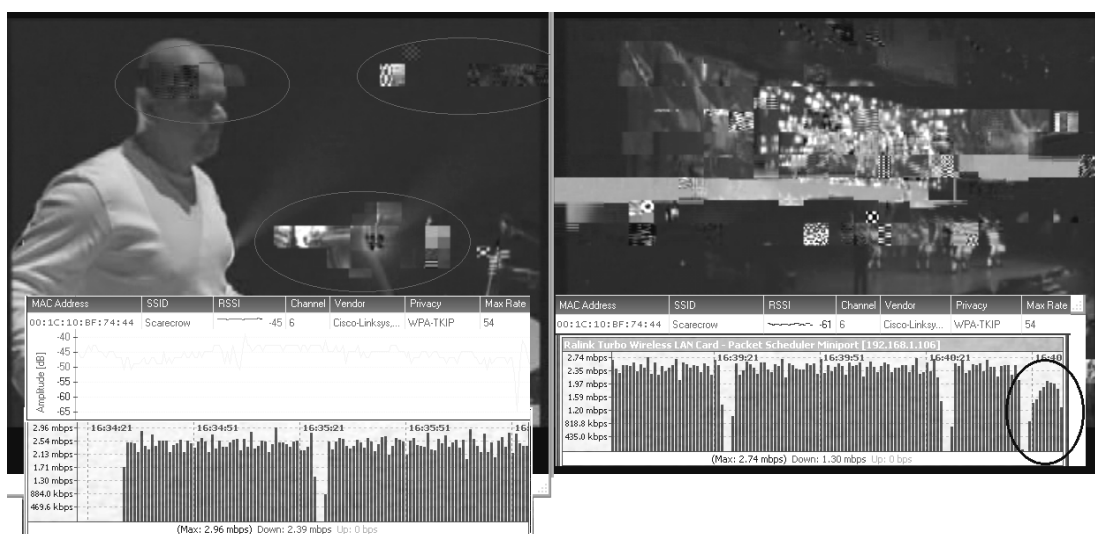 MAC Address SSID RSSI Channel Vendor Privacy Max Rate
00:1C:10:BF:74:44 Scarecrow -45 6 Cisco-Linksys,... WPA-TKIP 54
Amplitude [dB]
-40
-45
-50
-55
-60
-65
2.96 mbps
2.54 mbps
2.13 mbps
1.71 mbps
1.30 mbps
884.0 kbps
469.6 kbps
16:34:21 16:34:51 16:35:21 16:35:51 16:
(Max: 2.96 mbps) Down: 2.39 mbps Up: 0 bps
MAC Address SSID RSSI Channel Vendor Privacy Max Rate
00:1C:10:BF:74:44 Scarecrow -61 6 Cisco-Linksy... WPA-TKIP 54
Ralink Turbo Wireless LAN Card - Packet Scheduler Miniport [192.168.1.106]
2.74 mbps
2.35 mbps
1.97 mbps
1.59 mbps
1.20 mbps
818.8 kbps
435.0 kbps
16:39:21 16:39:51 16:40:21 16:40
(Max: 2.74 mbps) Down: 1.30 mbps Up: 0 bps